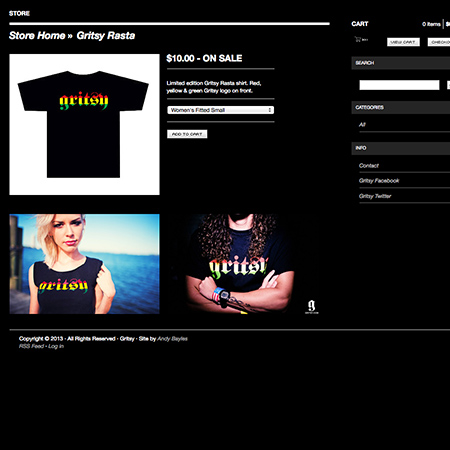 STORE
Store Home » Gritsy Rasta
gritsy
$10.00 - ON SALE
Limited edition Gritsy Rasta shirt. Red,
yellow & green Gritsy logo on front.
Women's Fitted Small
ADD TO CART
gritsy
gritsy
g
CART
0 items
VIEW CART
SEARCH
CATEGORIES
All
INFO
Contact
Gritsy Facebook
Gritsy Twitter
Copyright © 2013 · All Rights Reserved · Gritsy · Site by Andy Bayles
RSS Feed · Log in